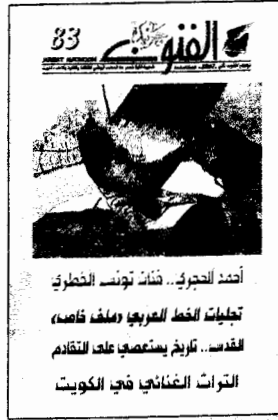 83
الفنون
أحمد الحجري.. فنان تونس الفطري
تجليات الخط العربي «ملف خاص»
القدس.. تاريخ يستعصي على التقادم
التراث الغنائي في الكويت